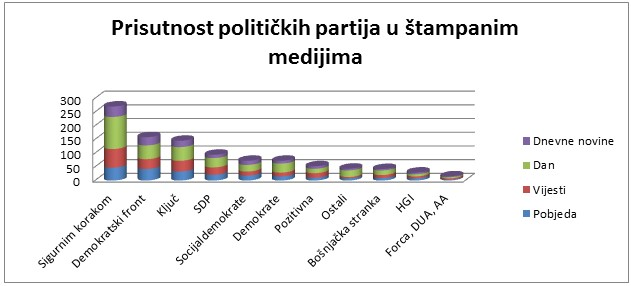 Prisutnost političkih partija u štampanim
medijima
300
250
200
150
100
50
0
Sigurnim korakom
Demokratski front
Ključ
SDP
Socijaldemokrate
Demokrate
Pozitivna
Ostali
Bošnjačka stranka
HGI
Forca, DUA, AA
Dnevne novine
Dan
Vijesti
Pobjeda